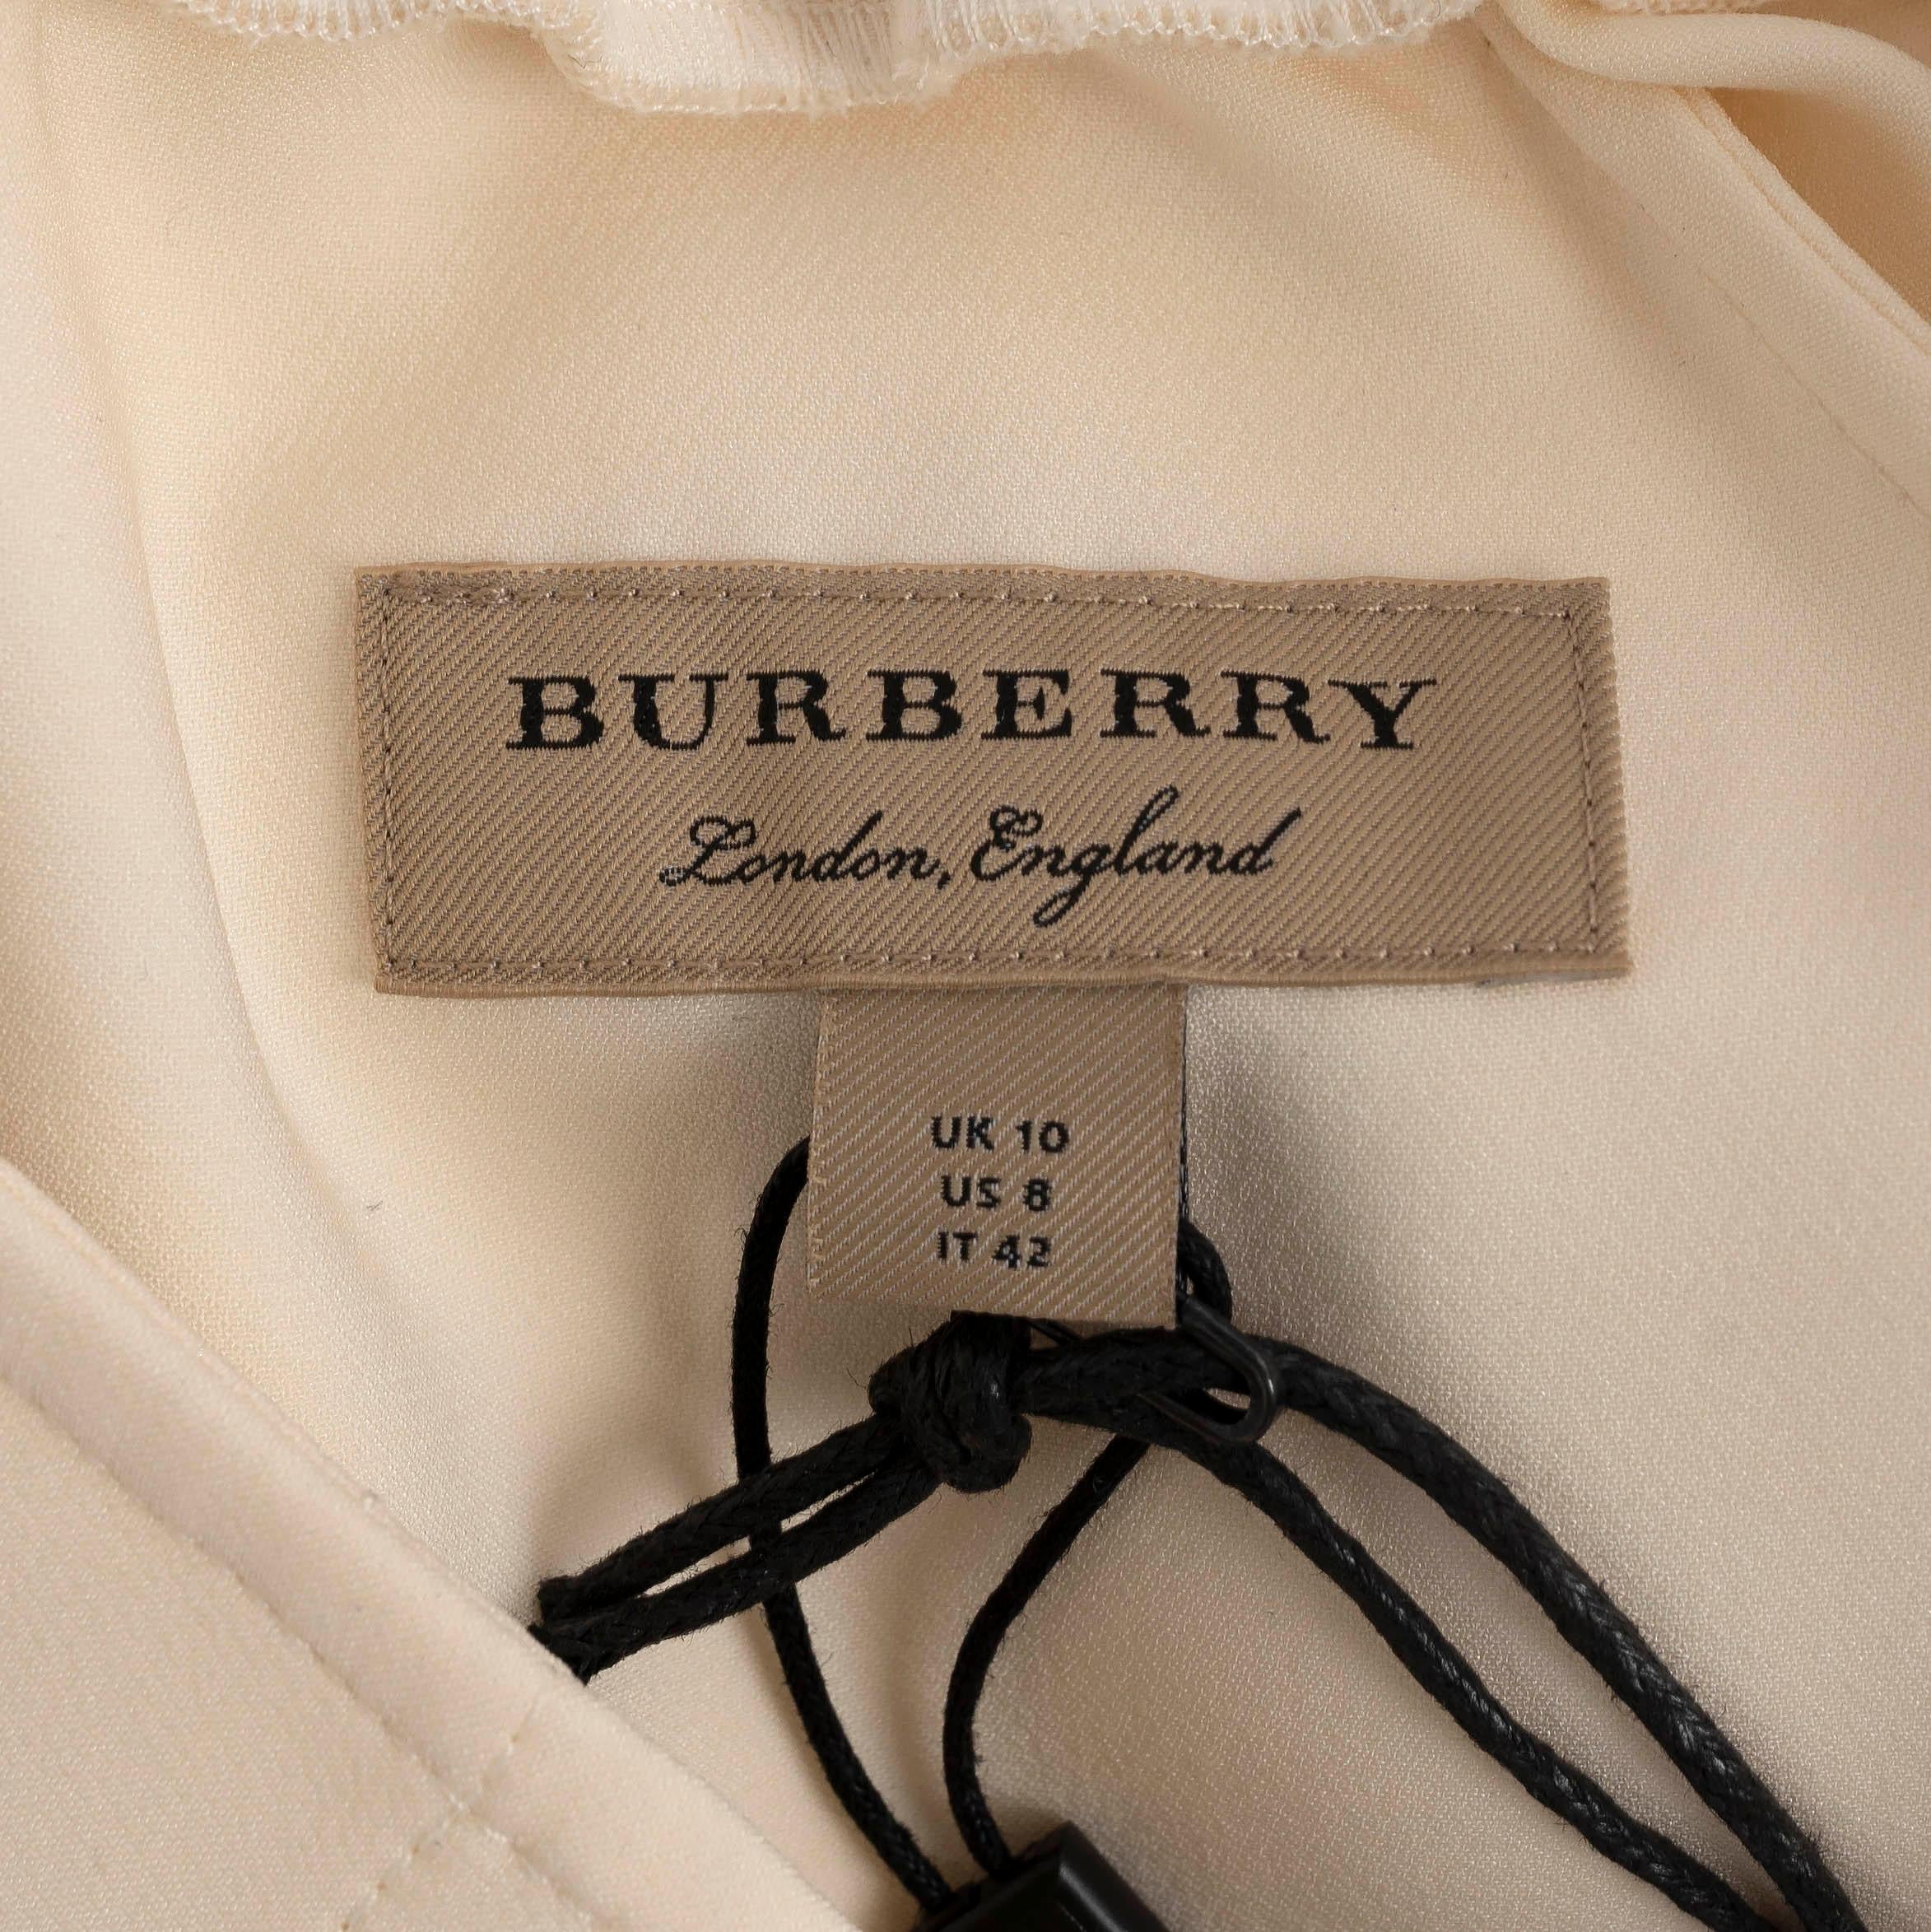 BURBERRY
London, England
UK 10
US 8
IT 42